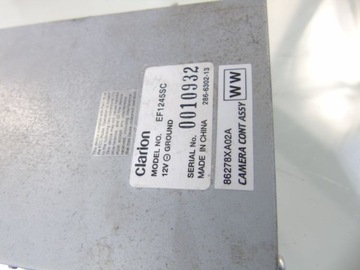 Clarion
MODEL NO. EF1245SC
12V ⊖ GROUND
SERIAL No.
0010932
MADE IN CHINA 286-6302-13
WW
86278XA02A
CAMERA CONT ASSY